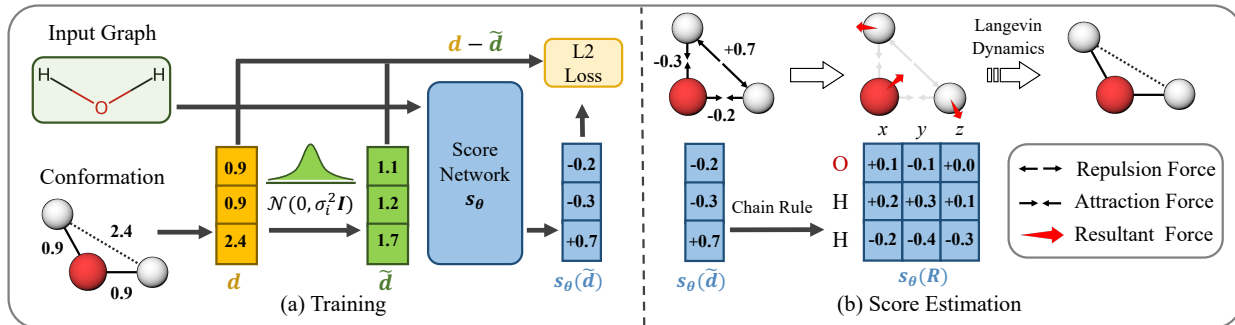 Input Graph
H
H
O
d − d̃
L2
Loss
Score
Network
s_θ
Conformation
2.4
0.9
0.9
0.9
0.9
2.4
d
𝒩(0, σ_i^2 I)
1.1
1.2
1.7
d̃
-0.2
-0.3
+0.7
s_θ(d̃)
(a) Training
-0.3
+0.7
-0.2
Langevin
Dynamics
-0.2
-0.3
+0.7
s_θ(d̃)
Chain Rule
x y z
O +0.1 -0.1 +0.0
H +0.2 +0.3 +0.1
H -0.2 -0.4 -0.3
s_θ(R)
Repulsion Force
Attraction Force
Resultant Force
(b) Score Estimation